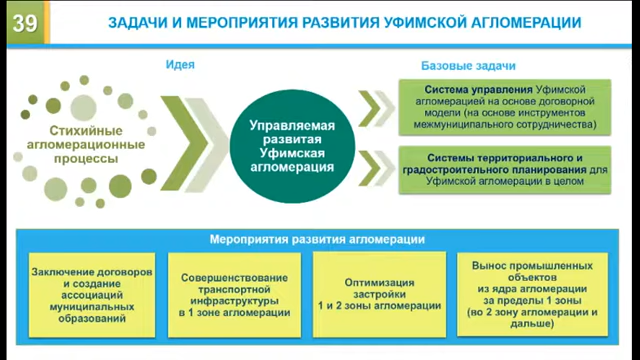 39
ЗАДАЧИ И МЕРОПРИЯТИЯ РАЗВИТИЯ УФИМСКОЙ АГЛОМЕРАЦИИ
Идея
Базовые задачи
Стихийные
агломерационные
процессы
Управляемая
развитая
Уфимская
агломерация
Система управления Уфимской
агломерацией на основе договорной
модели (на основе инструментов
межмуниципального сотрудничества)
Системы территориального и
градостроительного планирования для
Уфимской агломерации в целом
Мероприятия развития агломерации
Заключение договоров
и создание
ассоциаций
муниципальных
образований
Совершенствование
транспортной
инфраструктуры
в 1 зоне агломерации
Оптимизация
застройки
1 и 2 зоны агломерации
Вынос промышленных
объектов
из ядра агломерации
за пределы 1 зоны
(во 2 зону агломерации и
дальше)